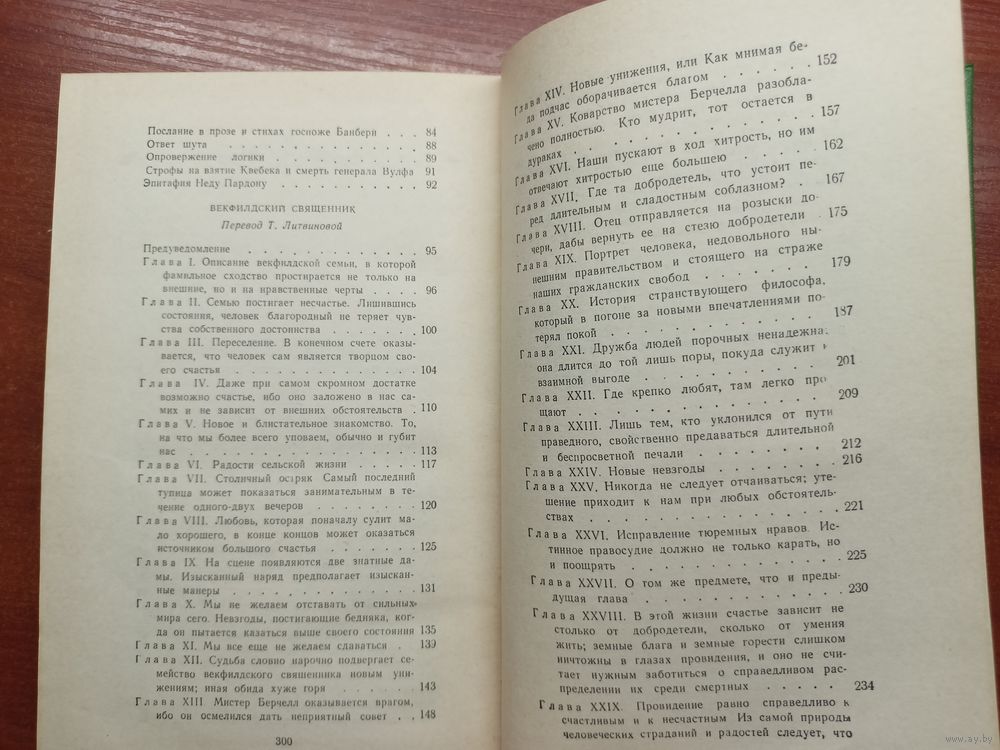 Послание в прозе и стихах госпоже Банбери . . . 84
Ответ шута . . . . . . . . . . . . . . 88
Опровержение логики . . . . . . . . . . . 89
Строфы на взятие Квебека и смерть генерала Вулфа 91
Эпитафия Неду Пардону . . . . . . . . . . 92
ВЕКФИЛДСКИЙ СВЯЩЕННИК
Перевод Т. Литвиновой
Предуведомление . . . . . . . . . . . . 95
Глава I. Описание векфилдской семьи, в которой
фамильное сходство простирается не только на
внешние, но и на нравственные черты . . . . 96
Глава II. Семью постигает несчастье. Лишившись
состояния, человек благородный не теряет чув-
ства собственного достоинства . . . . . . . 100
Глава III. Переселение. В конечном счете оказы-
вается, что человек сам является творцом сво-
его счастья . . . . . . . . . . . . . 104
Глава IV. Даже при самом скромном достатке
возможно счастье, ибо оно заложено в нас са-
мих и не зависит от внешних обстоятельств . 110
Глава V. Новое и блистательное знакомство. То,
на что мы более всего уповаем, обычно и губит
нас . . . . . . . . . . . . . . . . 113
Глава VI. Радости сельской жизни . . . . . 117
Глава VII. Столичный остряк Самый последний
тупица может показаться занимательным в те-
чение одного-двух вечеров . . . . . . . . 120
Глава VIII. Любовь, которая поначалу сулит ма-
ло хорошего, в конце концов может оказаться
источником большого счастья . . . . . . . 125
Глава IX. На сцене появляются две знатные да-
мы. Изысканный наряд предполагает изыскан-
ные манеры . . . . . . . . . . . . . 131
Глава X. Мы не желаем отставать от сильных
мира сего. Невзгоды, постигающие бедняка, ког-
да он пытается казаться выше своего состояния 135
Глава XI. Мы все еще не желаем сдаваться . 139
Глава XII. Судьба словно нарочно подвергает се-
мейство векфилдского священника новым уни-
жениям; иная обида хуже горя . . . . . . 143
Глава XIII. Мистер Берчелл оказывается врагом,
ибо он осмелился дать неприятный совет . . 148
300
Глава XIV. Новые унижения, или Как мнимая бе-
да подчас оборачивается благом . . . . . . 152
Глава XV. Коварство мистера Берчелла разобла-
чено полностью. Кто мудрит, тот остается в
дураках . . . . . . . . . . . . . . 157
Глава XVI. Наши пускают в ход хитрость, но им
отвечают хитростью еще большею . . . . . 162
Глава XVII. Где та добродетель, что устоит пе-
ред длительным и сладостным соблазном? . . 167
Глава XVIII. Отец отправляется на розыски до-
чери, дабы вернуть ее на стезю добродетели . 175
Глава XIX. Портрет человека, недовольного ны-
нешним правительством и стоящего на страже
наших гражданских свобод . . . . . . . . 179
Глава XX. История странствующего философа,
который в погоне за новыми впечатлениями по-
терял покой . . . . . . . . . . . . . 187
Глава XXI. Дружба людей порочных ненадежна:
она длится до той лишь поры, покуда служит к
взаимной выгоде . . . . . . . . . . . 201
Глава XXII. Где крепко любят, там легко про
щают . . . . . . . . . . . . . . . 209
Глава XXIII. Лишь тем, кто уклонился от пути
праведного, свойственно предаваться длительной
и беспросветной печали . . . . . . . . . 212
Глава XXIV. Новые невзгоды . . . . . . . 216
Глава XXV. Никогда не следует отчаиваться; уте-
шение приходит к нам при любых обстоятель-
ствах . . . . . . . . . . . . . . . 221
Глава XXVI. Исправление тюремных нравов. Ис-
тинное правосудие должно не только карать, но
и поощрять . . . . . . . . . . . . . 225
Глава XXVII. О том же предмете, что и преды-
дущая глава . . . . . . . . . . . . . 230
Глава XXVIII. В этой жизни счастье зависит не
столько от добродетели, сколько от умения
жить; земные блага и земные горести слишком
ничтожны в глазах провидения, и оно не счи-
тает нужным заботиться о справедливом рас-
пределении их среди смертных . . . . . . 234
Глава XXIX. Провидение равно справедливо к
счастливым и к несчастным Из самой природы
человеческих страданий и радостей следует, что
www.ay.by